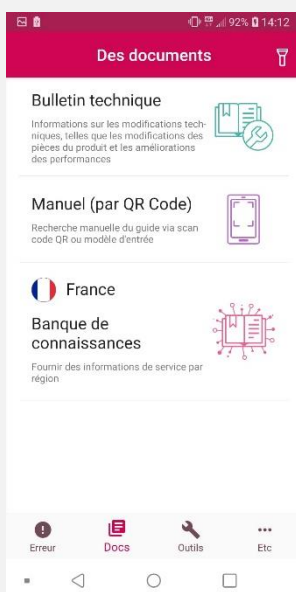 92% 14:12
Des documents
Bulletin technique
Informations sur les modifications tech-
niques, telles que les modifications des
pièces du produit et les améliorations
des performances
Manuel (par QR Code)
Recherche manuelle du guide via scan
code QR ou modèle d'entrée
France
Banque de
connaissances
Fournir des informations de service par
région
Erreur Docs Outils Etc